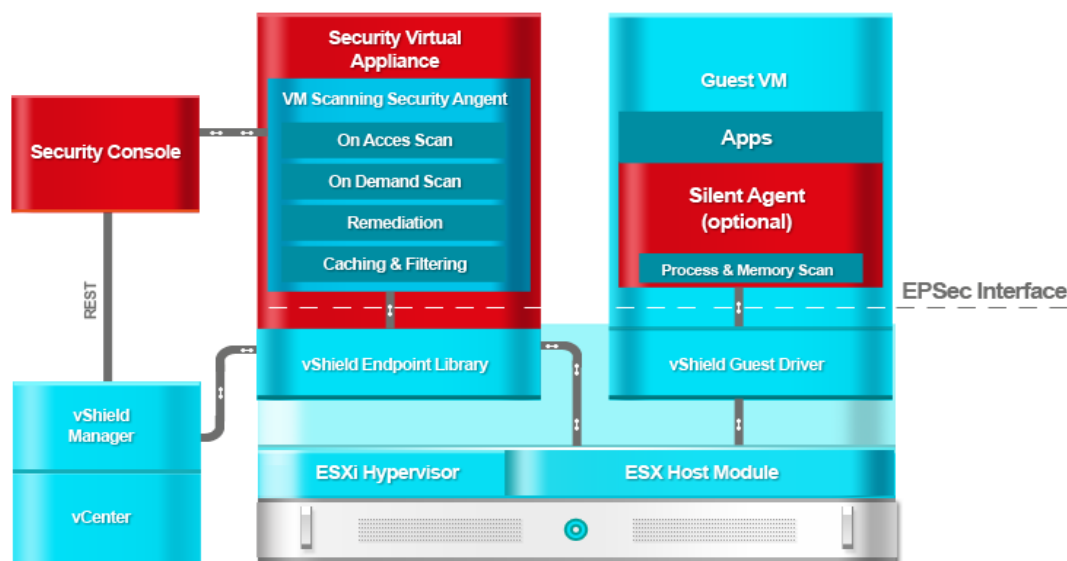 Security Virtual
Appliance
VM Scanning Security Angent
On Acces Scan
On Demand Scan
Remediation
Caching & Filtering
vShield Endpoint Library
Security Console
REST
vShield
Manager
vCenter
Guest VM
Apps
Silent Agent
(optional)
Process & Memory Scan
EPSec Interface
vShield Guest Driver
ESXi Hypervisor
ESX Host Module